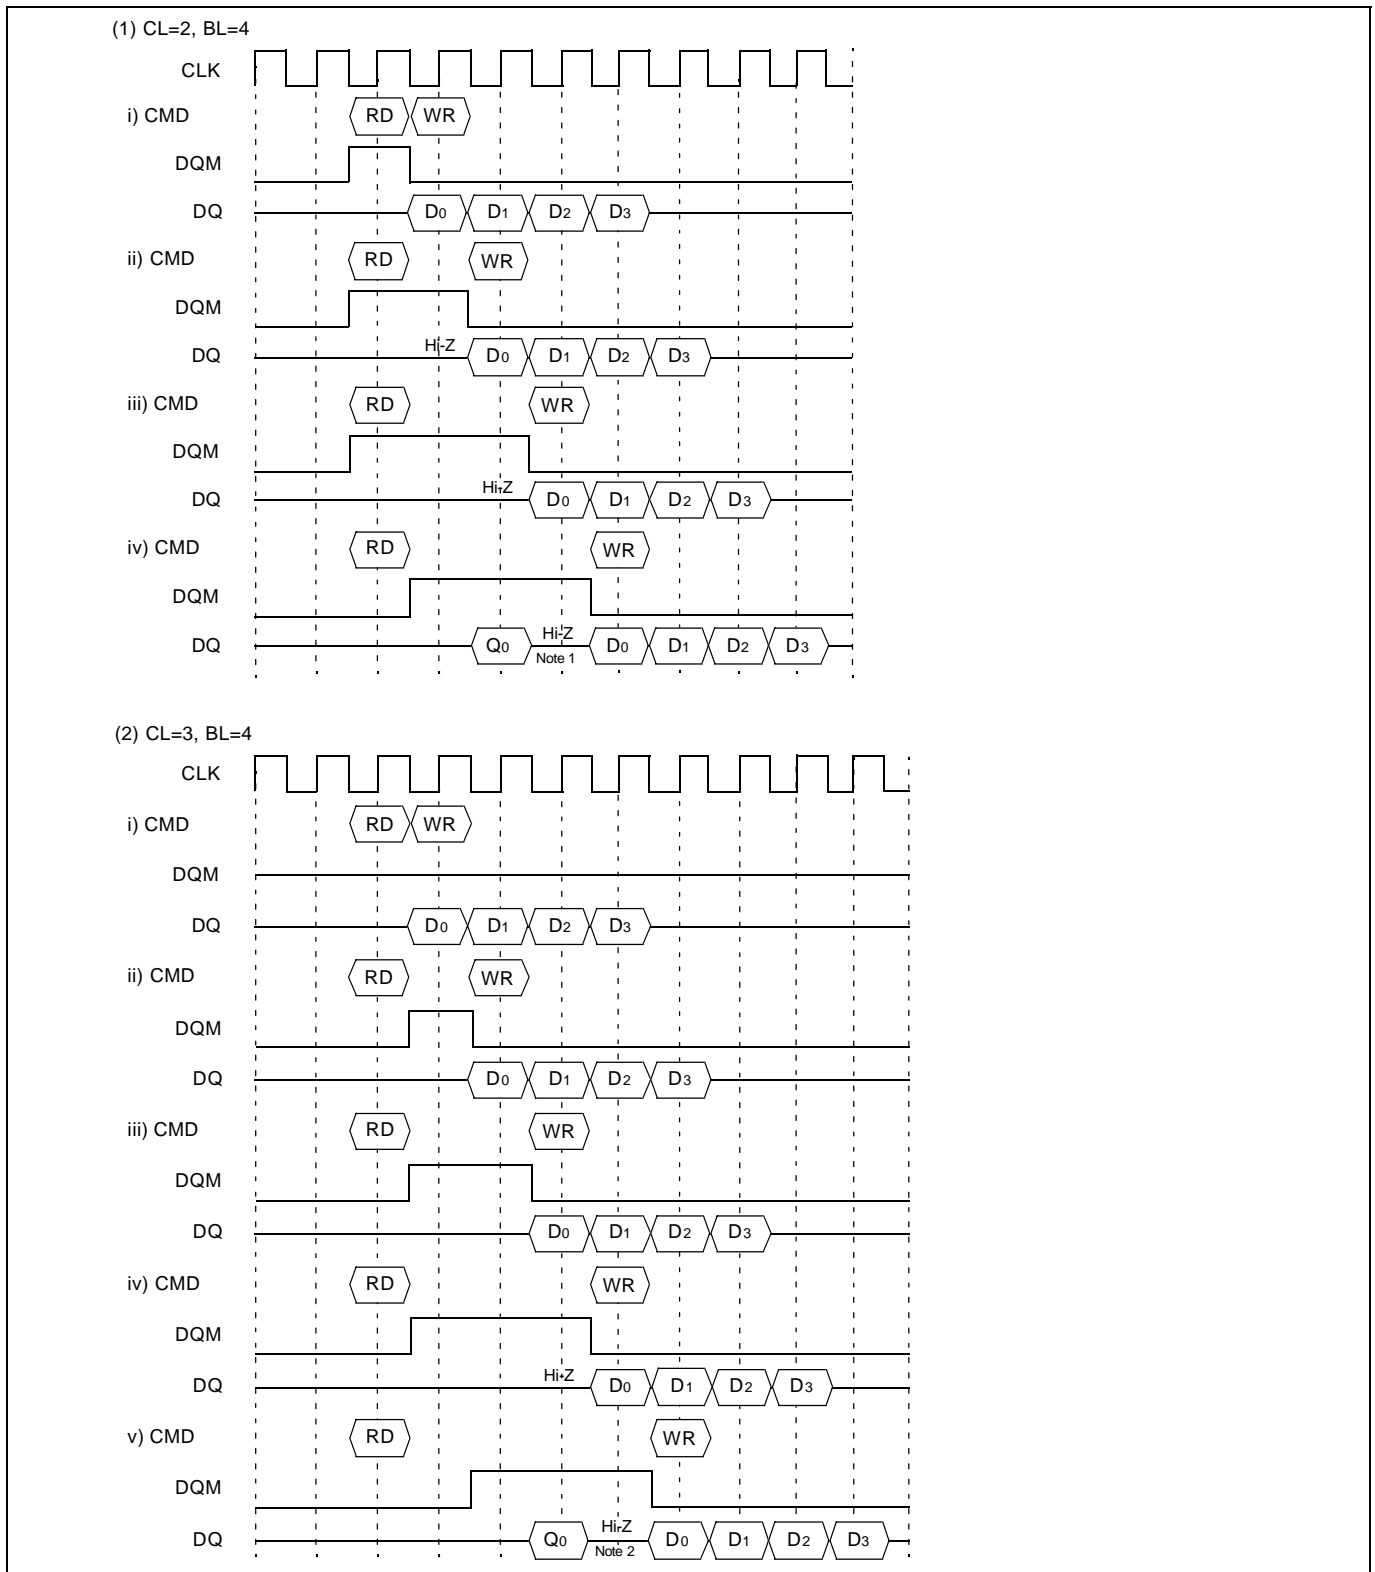 (1) CL=2, BL=4
CLK
i) CMD RD WR
DQM
DQ D0 D1 D2 D3
ii) CMD RD WR
DQM
DQ Hi-Z D0 D1 D2 D3
iii) CMD RD WR
DQM
DQ Hi-Z D0 D1 D2 D3
iv) CMD RD WR
DQM
DQ Q0 Hi-Z D0 D1 D2 D3
Note 1
(2) CL=3, BL=4
CLK
i) CMD RD WR
DQM
DQ D0 D1 D2 D3
ii) CMD RD WR
DQM
DQ D0 D1 D2 D3
iii) CMD RD WR
DQM
DQ D0 D1 D2 D3
iv) CMD RD WR
DQM
DQ Hi-Z D0 D1 D2 D3
v) CMD RD WR
DQM
DQ Q0 Hi-Z D0 D1 D2 D3
Note 2